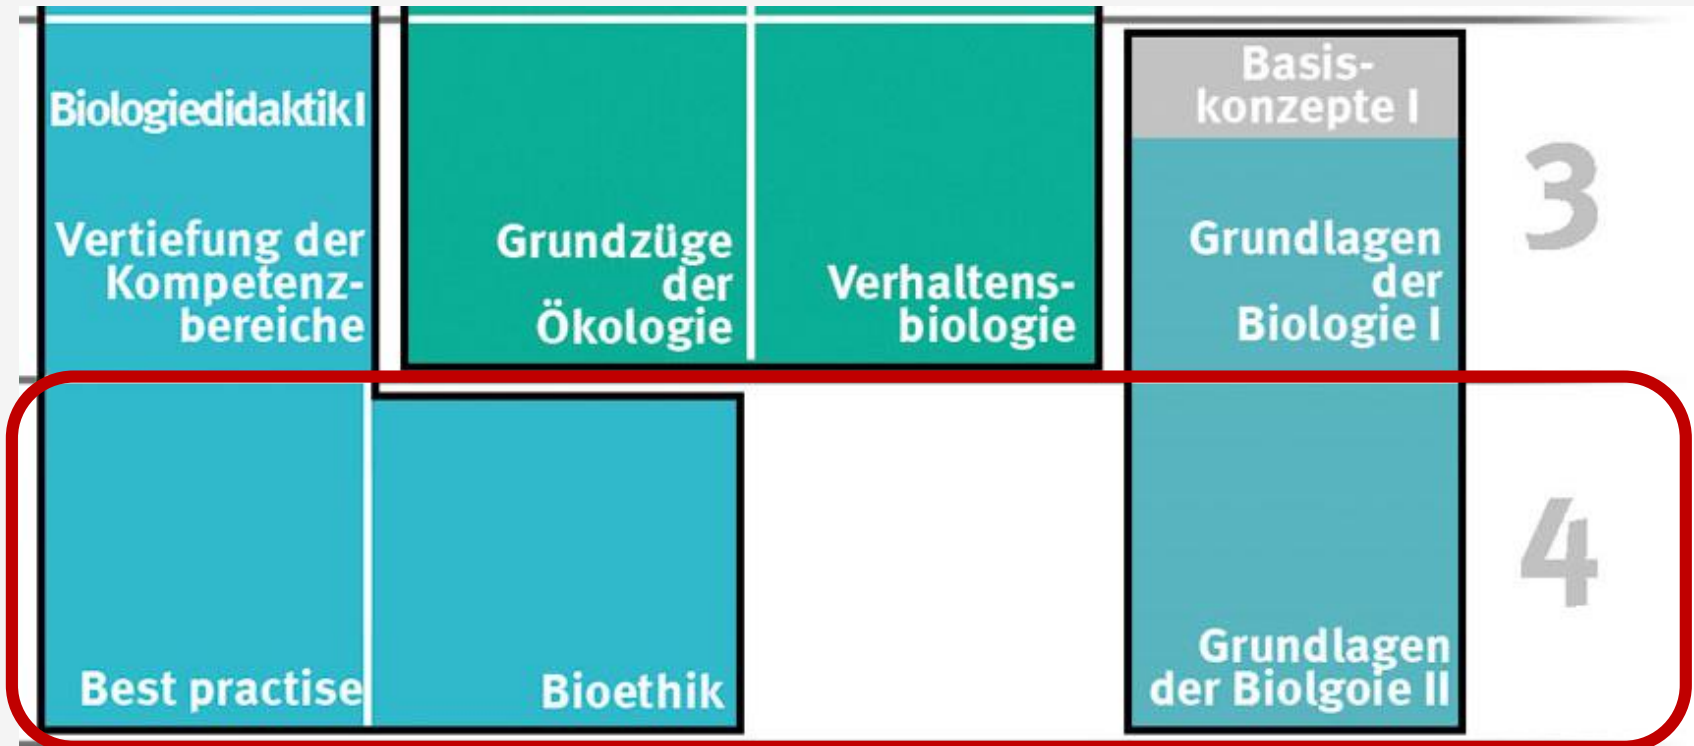 Biologiedidaktik I
Vertiefung der
Kompetenz-
bereiche
Grundzüge
der
Ökologie
Verhaltens-
biologie
Basis-
konzepte I
Grundlagen
der
Biologie I
3
Best practise
Bioethik
Grundlagen
der Biolgoie II
4